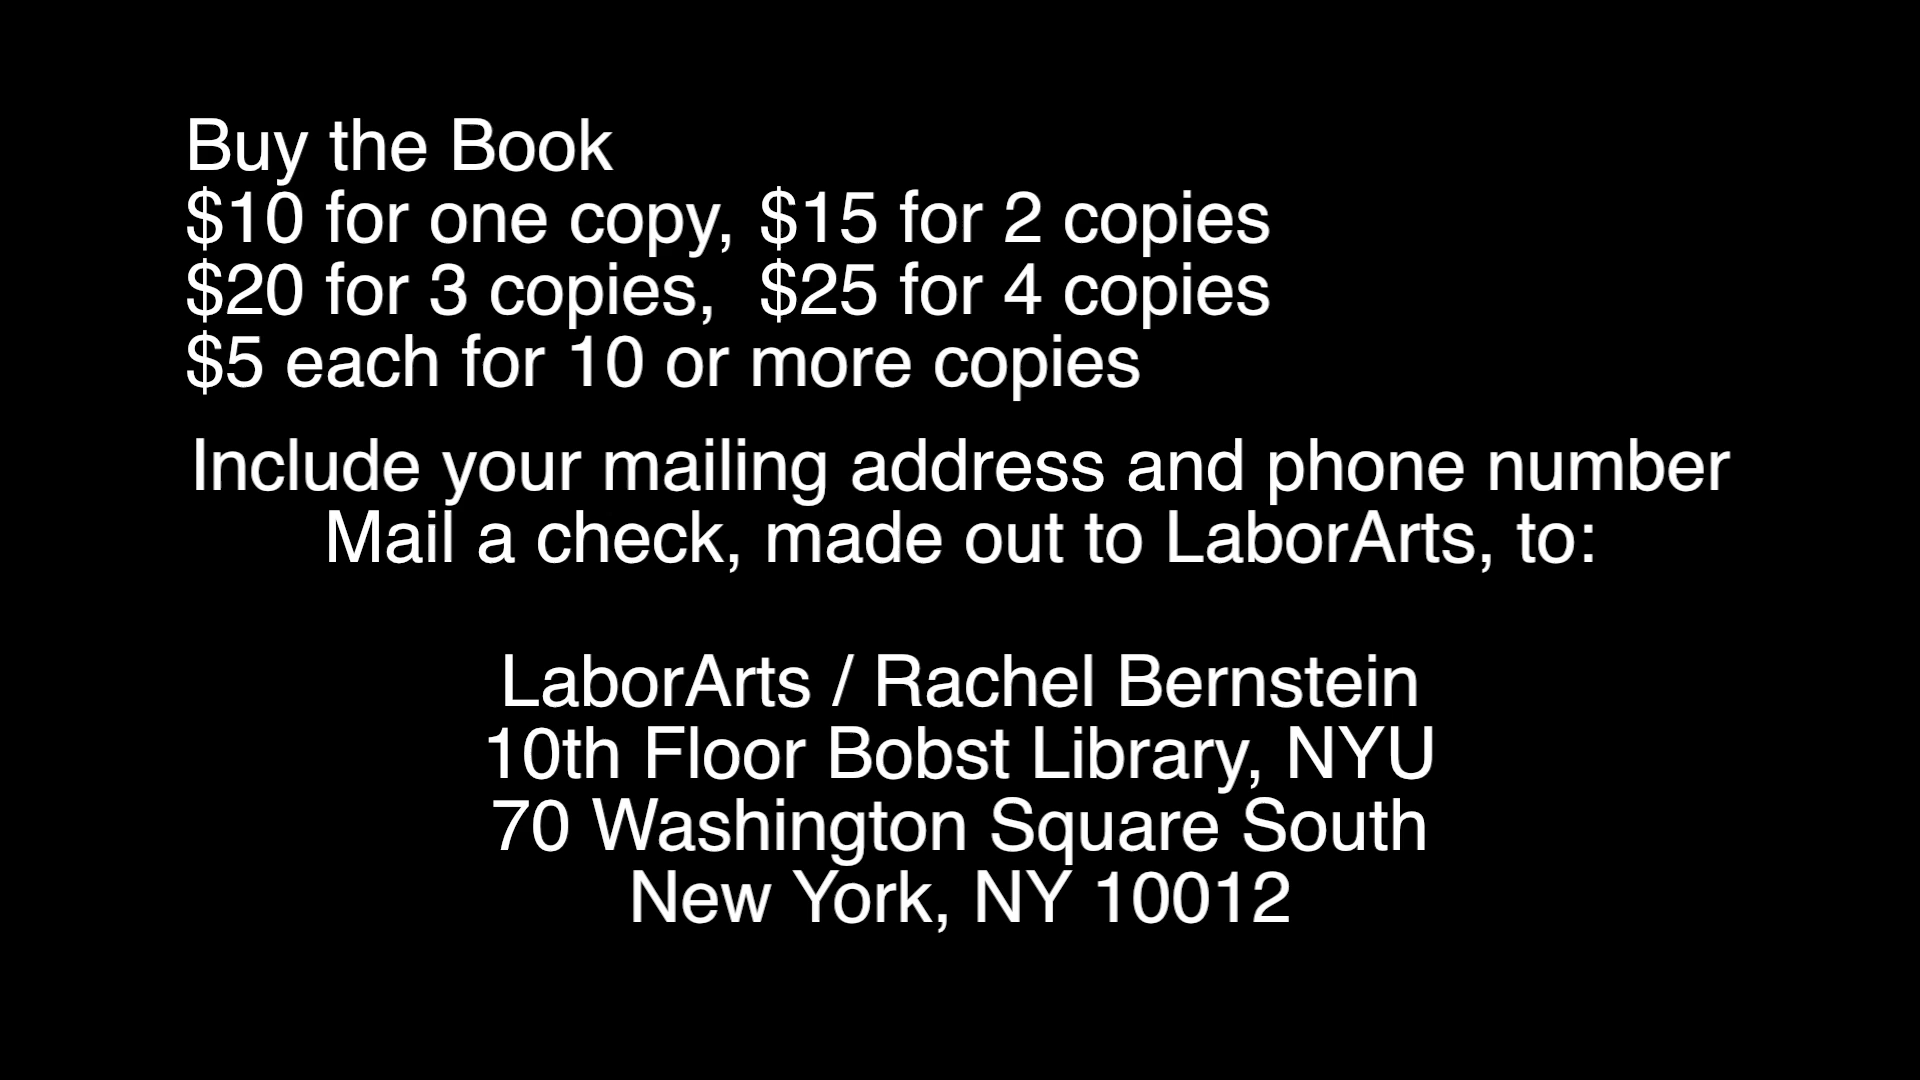 Buy the Book
$10 for one copy, $15 for 2 copies
$20 for 3 copies,  $25 for 4 copies
$5 each for 10 or more copies
Include your mailing address and phone number
Mail a check, made out to LaborArts, to:
LaborArts / Rachel Bernstein
10th Floor Bobst Library, NYU
70 Washington Square South
New York, NY 10012